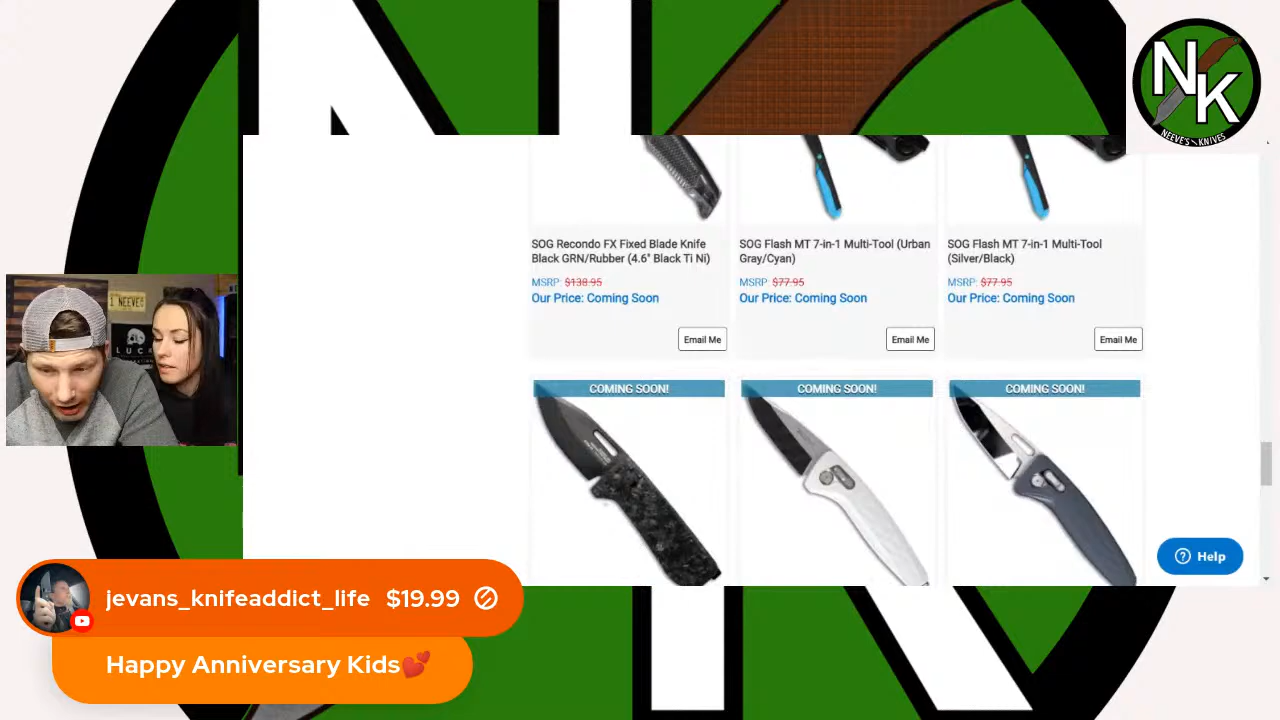 NK
NEEVE'S KNIVES
1 NEEVE
LUC
SOG Recondo FX Fixed Blade Knife
Black GRN/Rubber (4.6" Black Ti Ni)
MSRP: $138.95
Our Price: Coming Soon
Email Me
SOG Flash MT 7-in-1 Multi-Tool (Urban
Gray/Cyan)
MSRP: $77.95
Our Price: Coming Soon
Email Me
SOG Flash MT 7-in-1 Multi-Tool
(Silver/Black)
MSRP: $77.95
Our Price: Coming Soon
Email Me
COMING SOON!
COMING SOON!
COMING SOON!
Help
jevans_knifeaddict_life $19.99
Happy Anniversary Kids💕